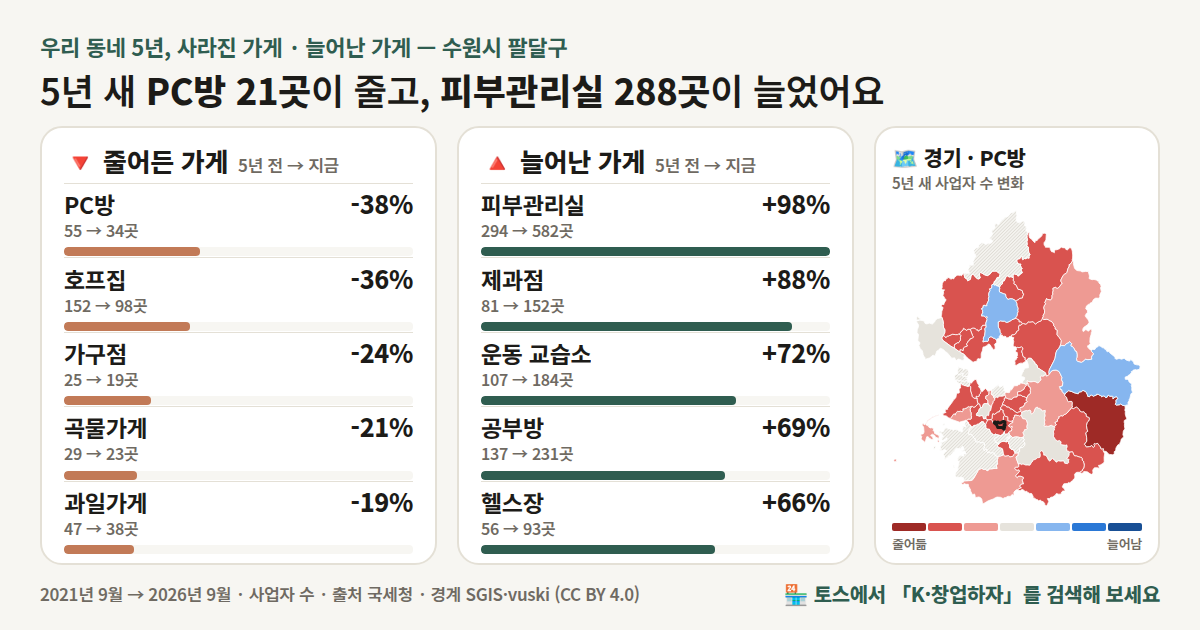 우리 동네 5년, 사라진 가게 · 늘어난 가게 — 수원시 팔달구
5년 새 PC방 21곳이 줄고, 피부관리실 288곳이 늘었어요
줄어든 가게 5년 전 → 지금
PC방 -38%
55 → 34곳
호프집 -36%
152 → 98곳
가구점 -24%
25 → 19곳
곡물가게 -21%
29 → 23곳
과일가게 -19%
47 → 38곳
늘어난 가게 5년 전 → 지금
피부관리실 +98%
294 → 582곳
제과점 +88%
81 → 152곳
운동 교습소 +72%
107 → 184곳
공부방 +69%
137 → 231곳
헬스장 +66%
56 → 93곳
경기 · PC방
5년 새 사업자 수 변화
줄어듦 늘어남
2021년 9월 → 2026년 9월 · 사업자 수 · 출처 국세청 · 경계 SGIS·vuski (CC BY 4.0)
토스에서 「K·창업하자」를 검색해 보세요